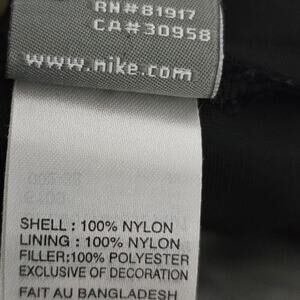 RN#81917
CA#30958
www.nike.com
SHELL : 100% NYLON
LINING : 100% NYLON
FILLER:100% POLYESTER
EXCLUSIVE OF DECORATION
FAIT AU BANGLADESH